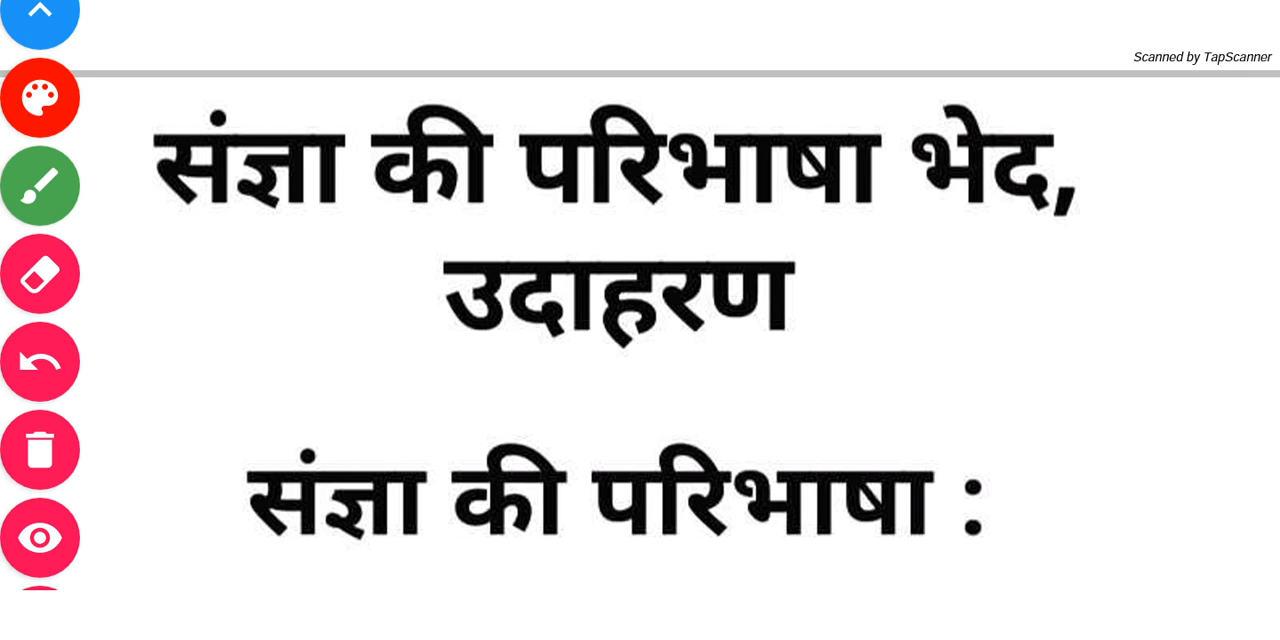 Scanned by TapScanner
संज्ञा की परिभाषा भेद,
उदाहरण
संज्ञा की परिभाषा :